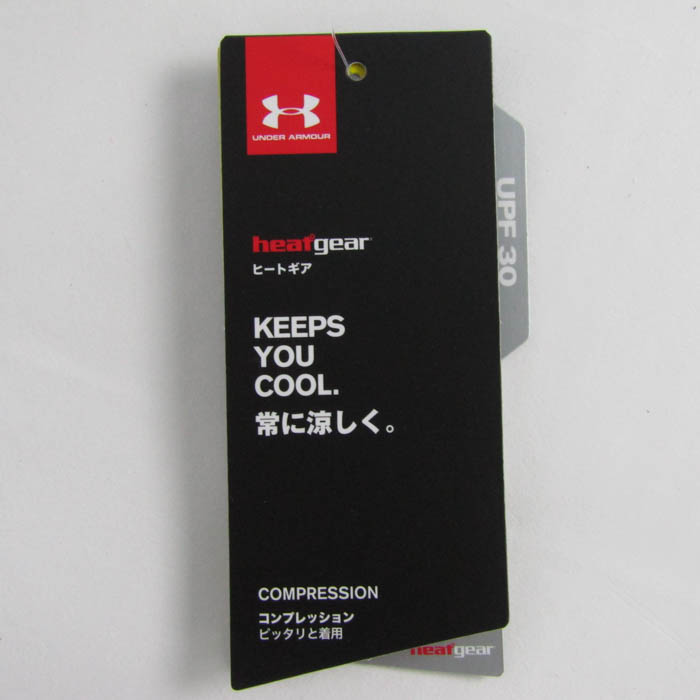 UNDER ARMOUR
heatgear
ヒートギア
KEEPS
YOU
COOL.
常に涼しく。
COMPRESSION
コンプレッション
ピッタリと着用
UPF 30
heatgear